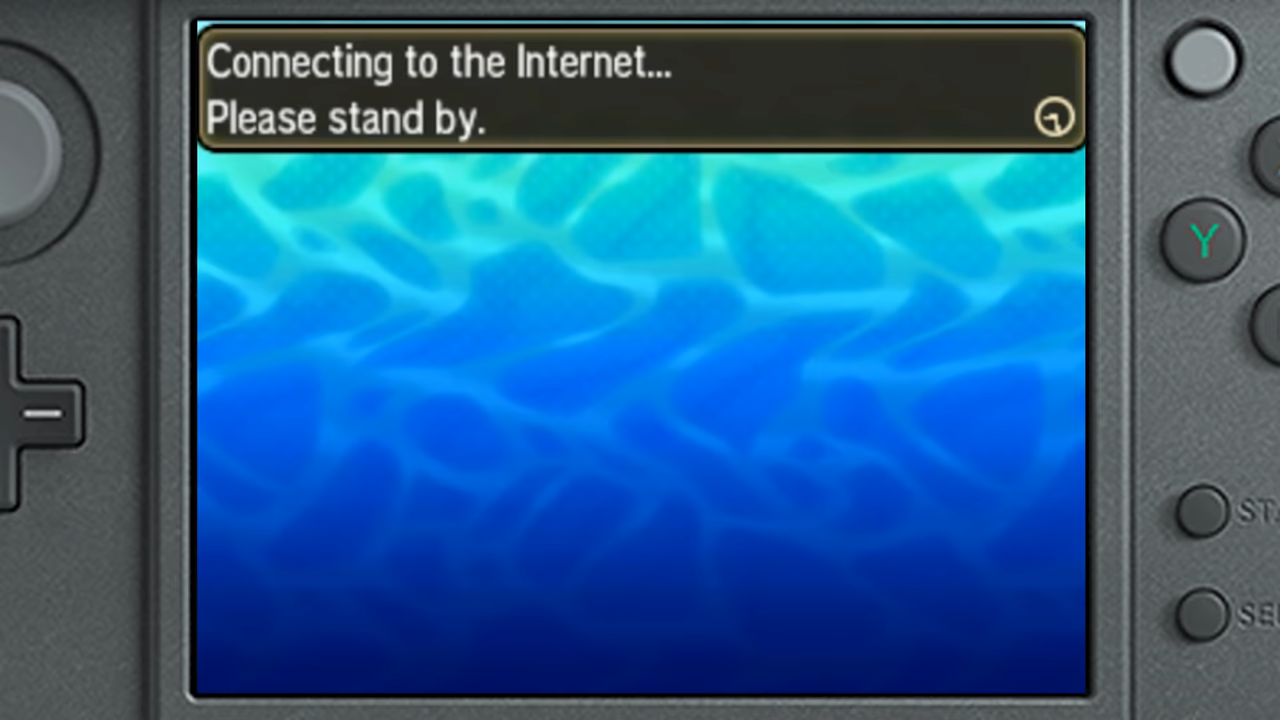 Connecting to the Internet...
Please stand by.
Y